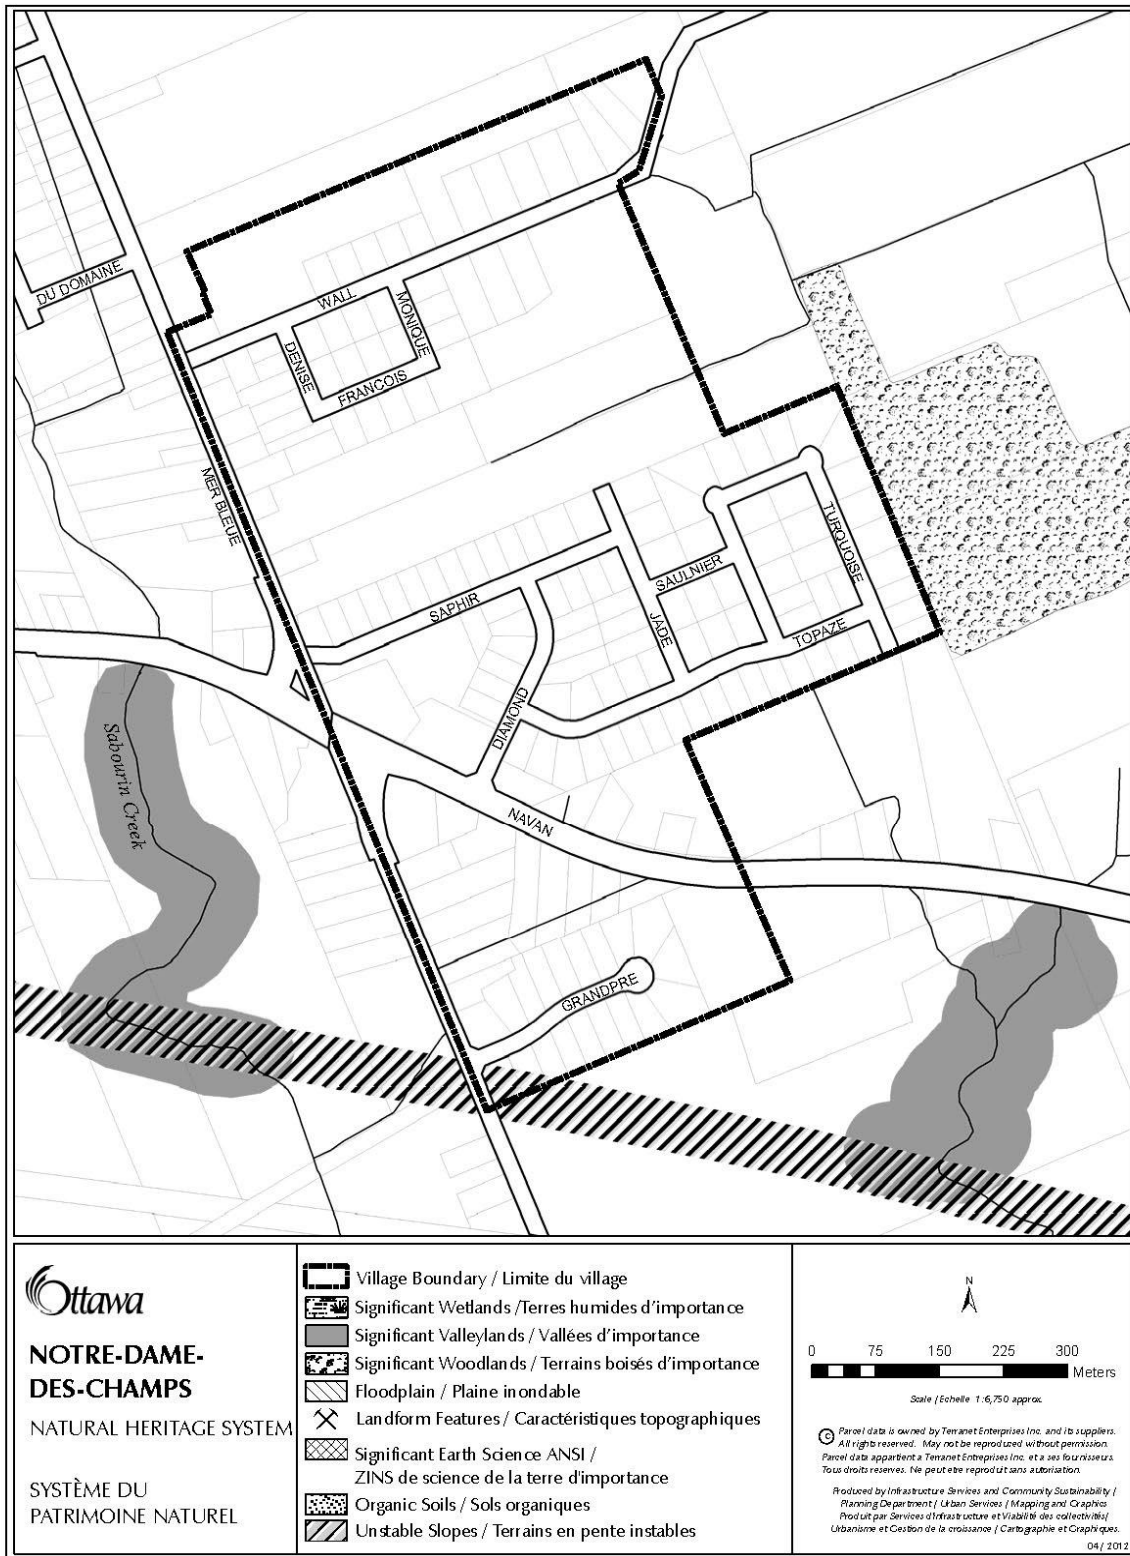 DU DOMAINE
WALL
MONIQUE
DENISE
FRANCOIS
MER BLEUE
SAPHIR
SAULNIER
TURQUOISE
JADE
TOPAZE
DIAMOND
Sabourin Creek
NAVAN
GRANDPRE
Ottawa
NOTRE-DAME-
DES-CHAMPS
NATURAL HERITAGE SYSTEM
SYSTÈME DU
PATRIMOINE NATUREL
Village Boundary / Limite du village
Significant Wetlands /Terres humides d'importance
Significant Valleylands / Vallées d'importance
Significant Woodlands / Terrains boisés d'importance
Floodplain / Plaine inondable
Landform Features / Caractéristiques topographiques
Significant Earth Science ANSI /
ZINS de science de la terre d'importance
Organic Soils / Sols organiques
Unstable Slopes / Terrains en pente instables
N
0 75 150 225 300
Meters
Scale / Echelle 1:6,750 approx.
© Parcel data is owned by Terranet Enterprises Inc. and its suppliers.
All rights reserved. May not be reproduced without permission.
Parcel data appartient a Terranet Enterprises Inc. et a ses fournisseurs.
Tous droits reserves. Ne peut etre reproduit sans autorisation.
Produced by Infrastructure Services and Community Sustainability /
Planning Department / Urban Services / Mapping and Graphics
Produit par Services d'infrastructure et Viabilité des collectivités/
Urbanisme et Gestion de la croissance / Cartographie et Graphiques.
04 / 2012